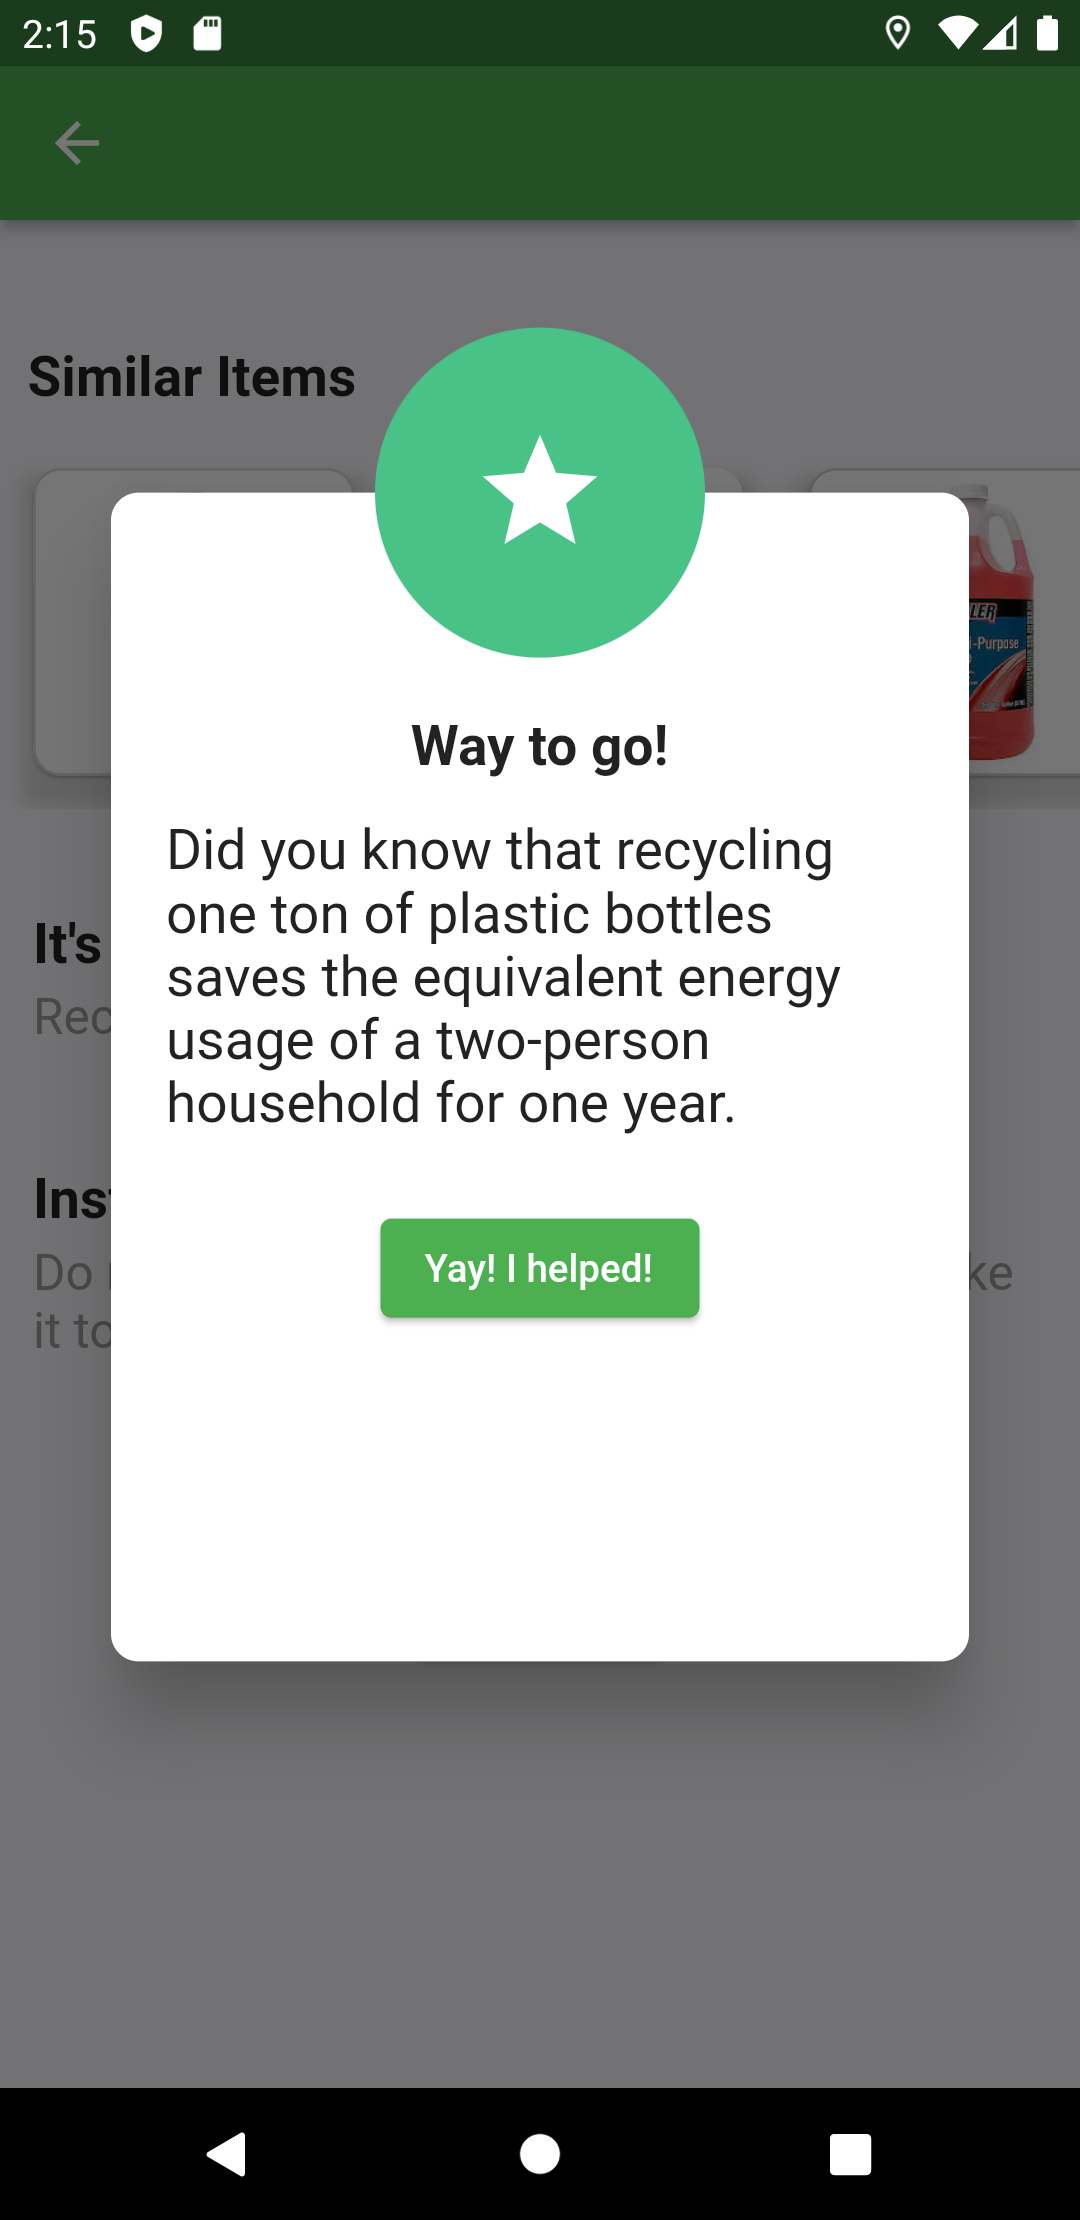 2:15
Similar Items
LER
i-Purpose
Way to go!
Did you know that recycling
one ton of plastic bottles
saves the equivalent energy
usage of a two-person
household for one year.
It's
Rec
Do
ke
it to
Yay! I helped!